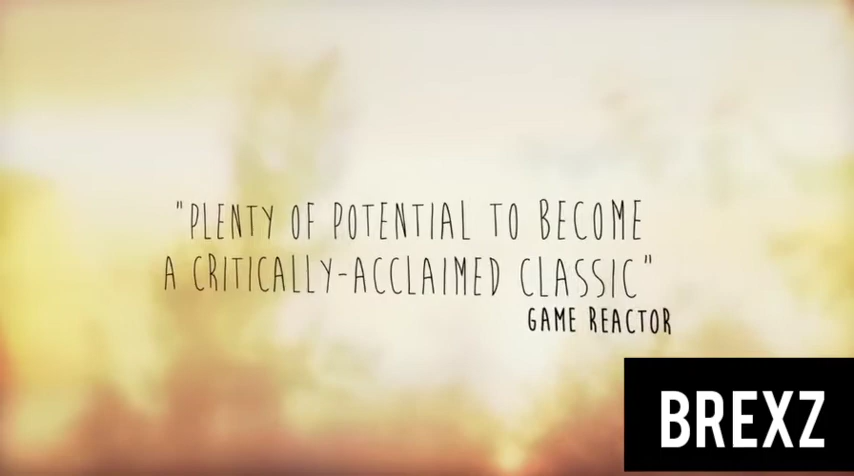 "PLENTY OF POTENTIAL TO BECOME
A CRITICALLY-ACCLAIMED CLASSIC"
GAME REACTOR
BREXZ